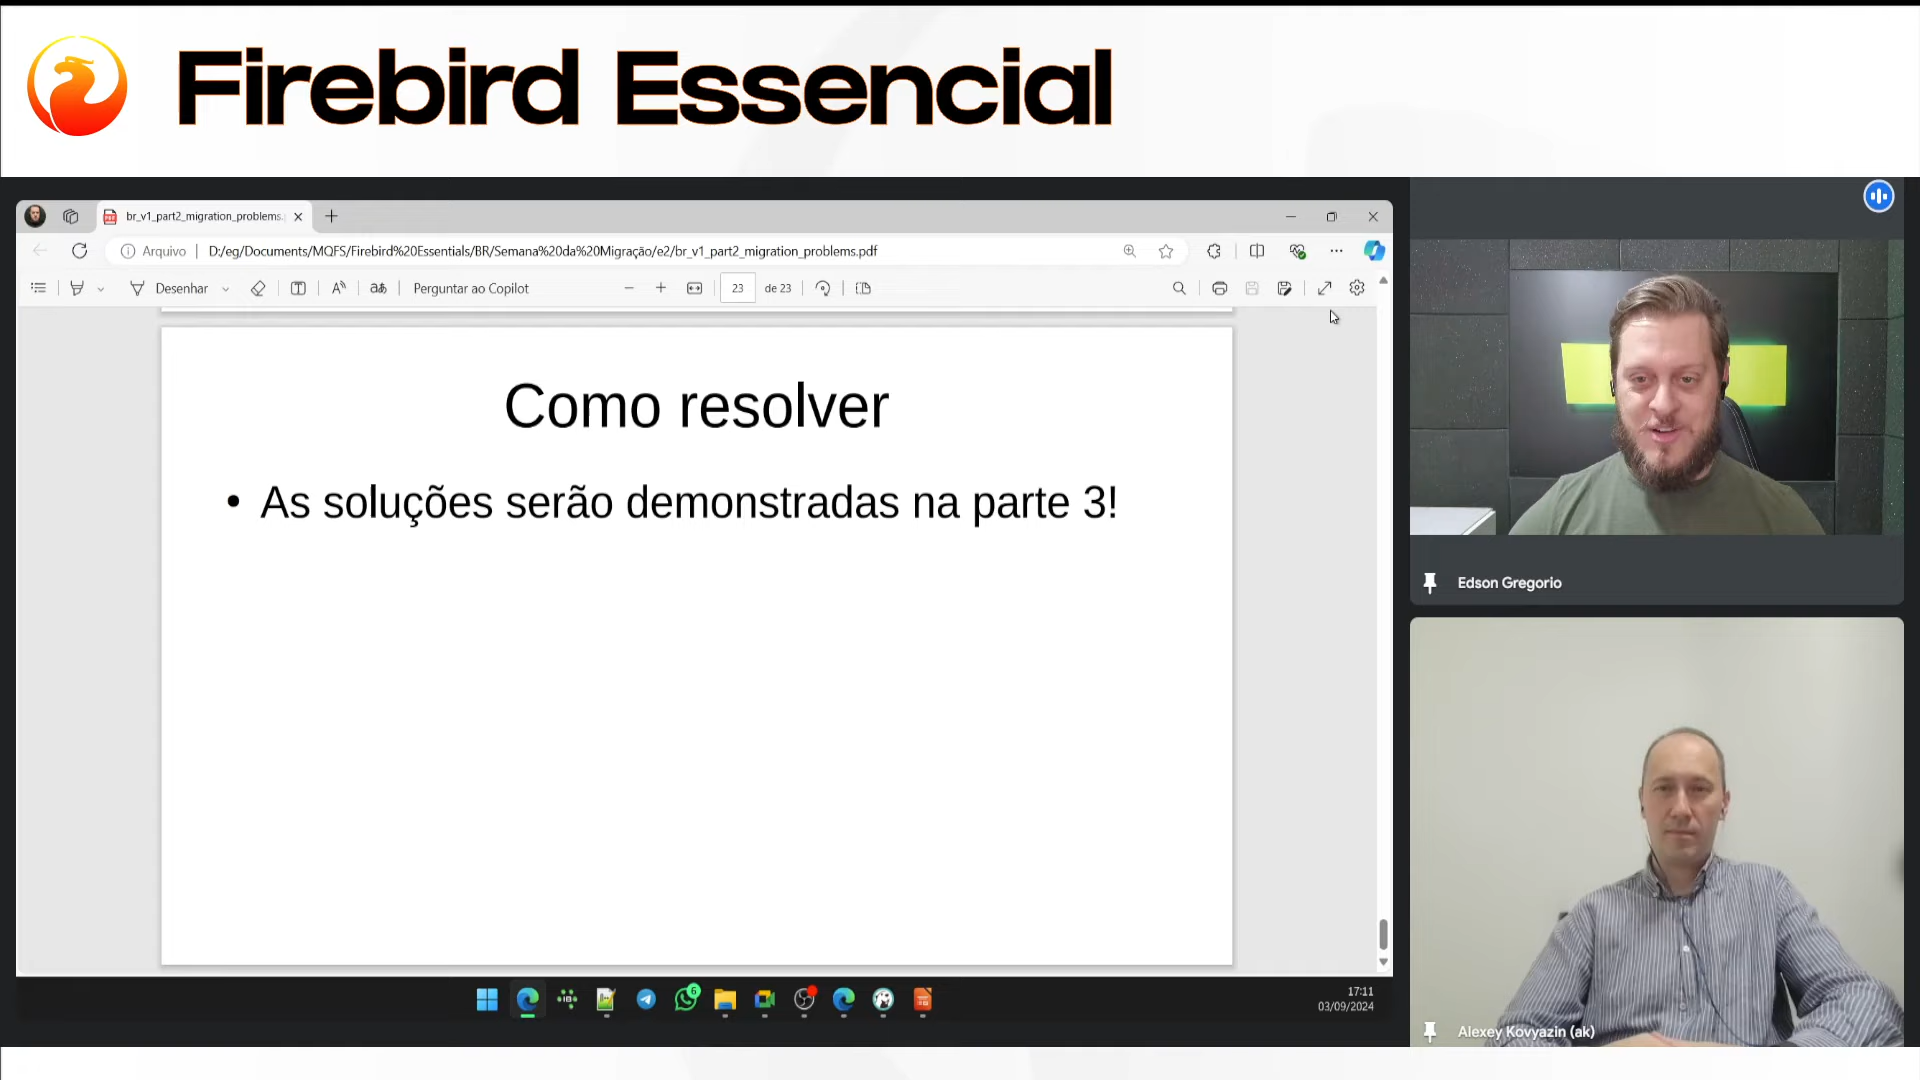 Firebird Essencial
br_v1_part2_migration_problems.
Arquivo
D:/eg/Documents/MQFS/Firebird%20Essentials/BR/Semana%20da%20Migração/e2/br_v1_part2_migration_problems.pdf
Desenhar
Perguntar ao Copilot
23 de 23
Como resolver
• As soluções serão demonstradas na parte 3!
17:11
03/09/2024
Edson Gregorio
Alexey Kovyazin (ak)